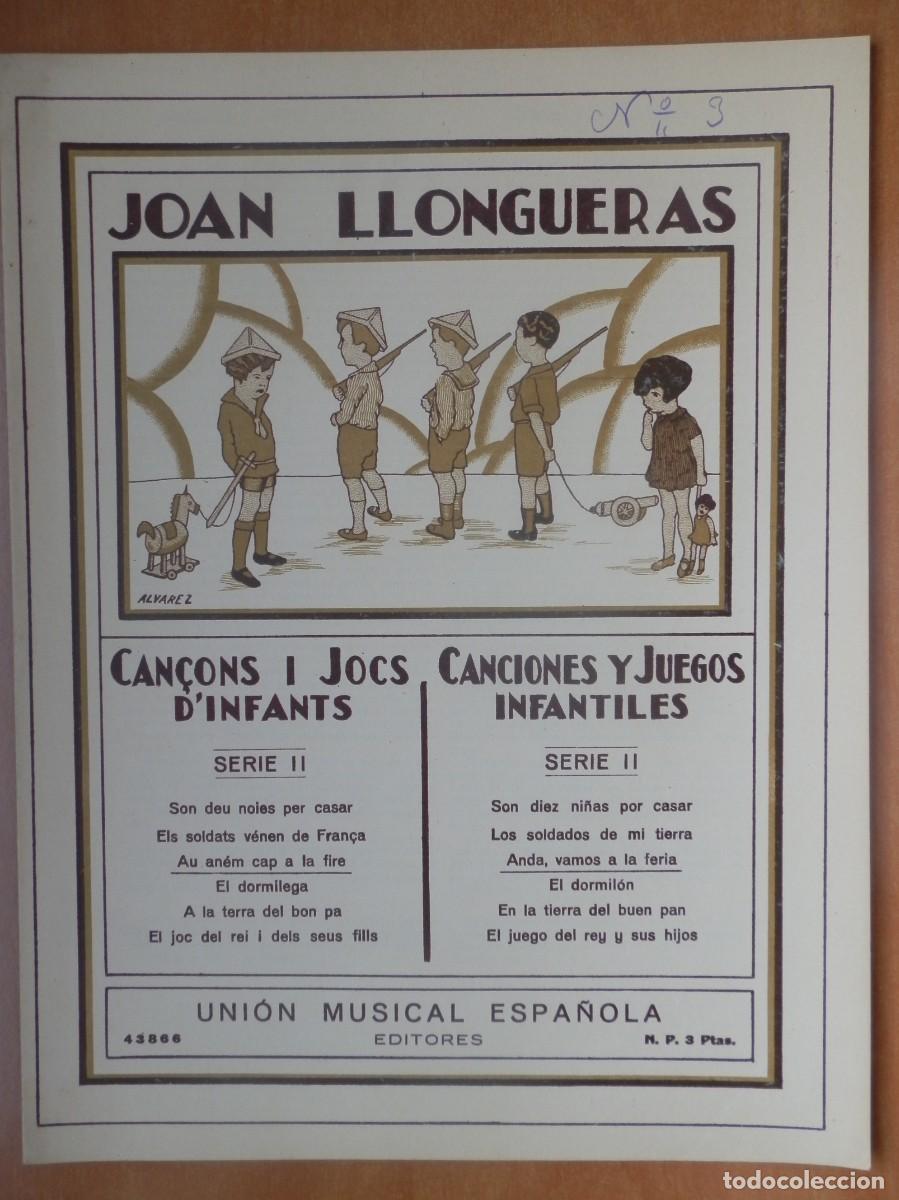 Nº 3
JOAN LLONGUERAS
ALVAREZ
CANÇONS I JOCS
D'INFANTS
SERIE II
Son deu noies per casar
Els soldats vénen de França
Au aném cap a la fire
El dormilega
A la terra del bon pa
El joc del rei i dels seus fills
CANCIONES Y JUEGOS
INFANTILES
SERIE II
Son diez niñas por casar
Los soldados de mi tierra
Anda, vamos a la feria
El dormilón
En la tierra del buen pan
El juego del rey y sus hijos
UNIÓN MUSICAL ESPAÑOLA
43866 EDITORES N. P. 3 Ptas.
todocoleccion